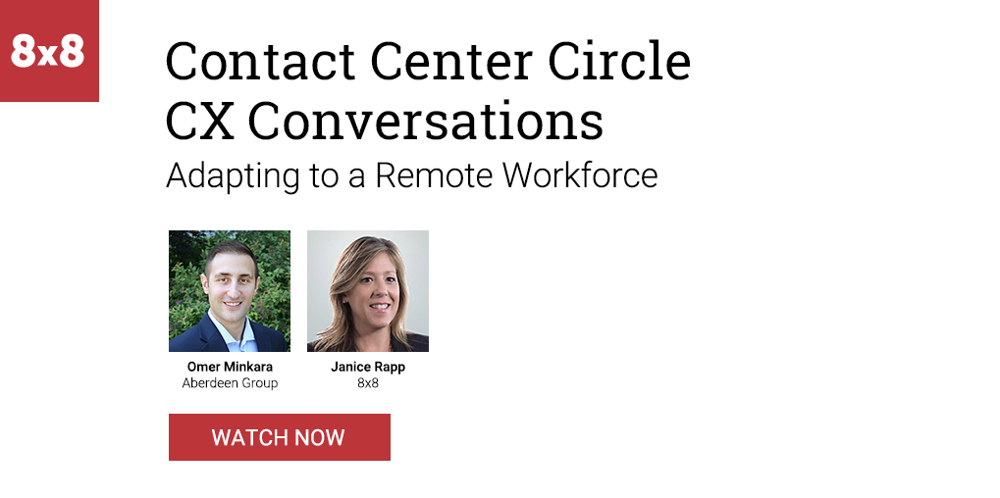 8x8
Contact Center Circle
CX Conversations
Adapting to a Remote Workforce
Omer Minkara
Aberdeen Group
Janice Rapp
8x8
WATCH NOW